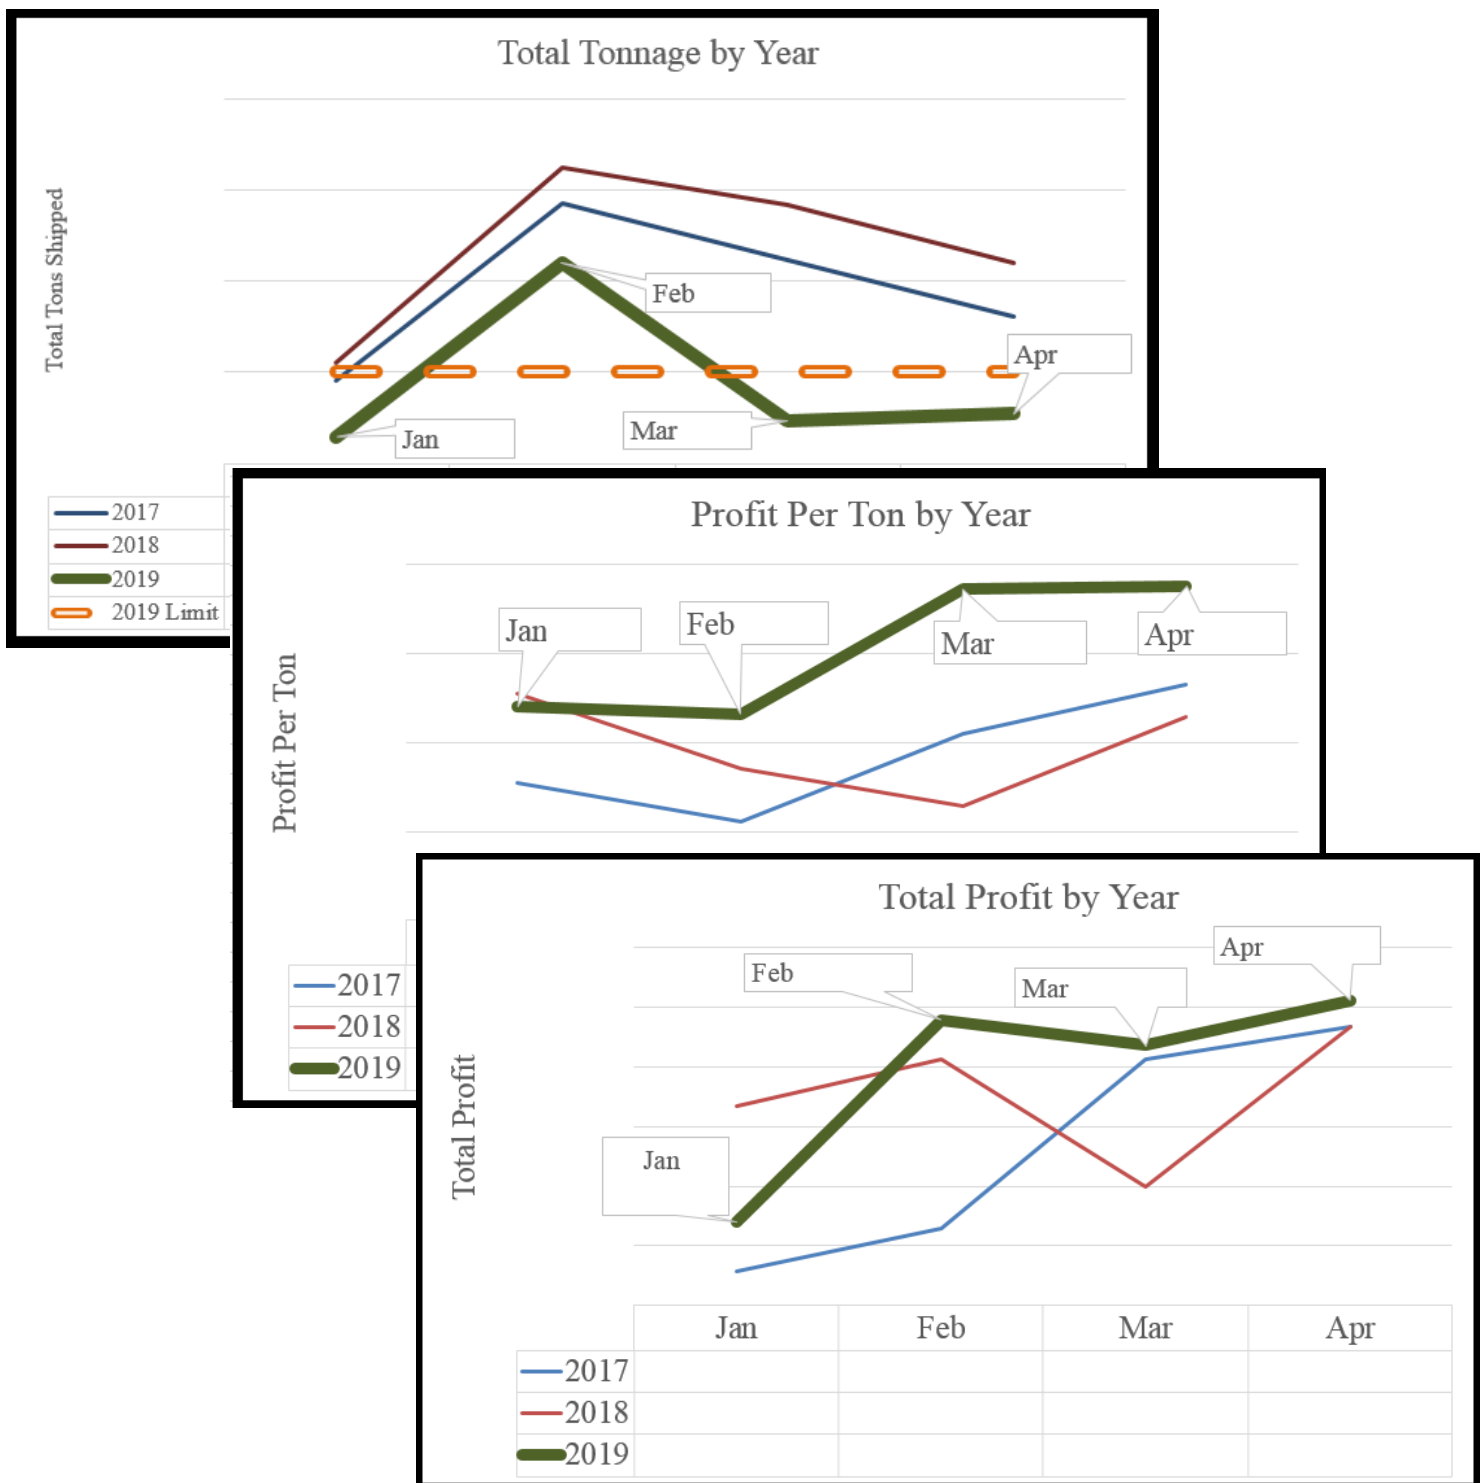 Total Tonnage by Year
Total Tons Shipped
Feb
Apr
Jan
Mar
2017
2018
2019
2019 Limit
Profit Per Ton by Year
Profit Per Ton
Jan
Feb
Mar
Apr
2017
2018
2019
Total Profit by Year
Total Profit
Feb
Mar
Apr
Jan
Jan Feb Mar Apr
2017
2018
2019